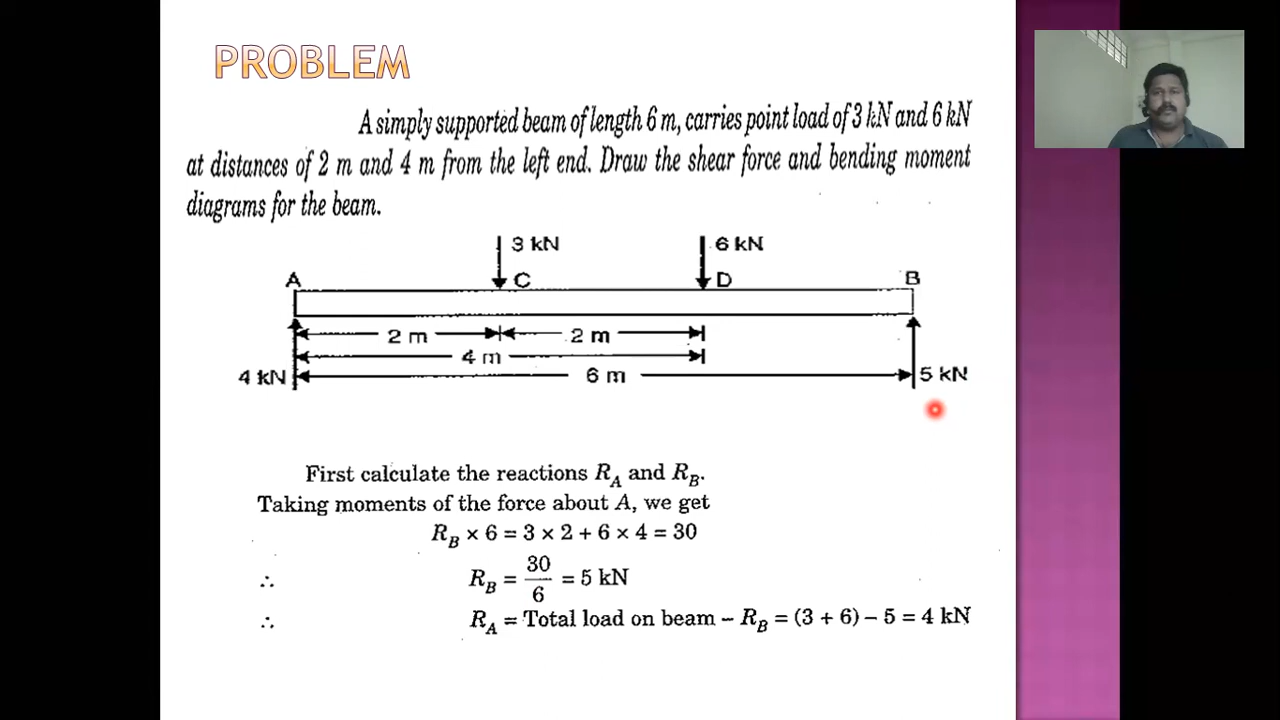 PROBLEM
A simply supported beam of length 6 m, carries point load of 3 kN and 6 kN
at distances of 2 m and 4 m from the left end. Draw the shear force and bending moment
diagrams for the beam.
3 kN 6 kN
A C D B
2 m 2 m
4 m
4 kN 6 m 5 kN
First calculate the reactions R_A and R_B.
Taking moments of the force about A, we get
R_B × 6 = 3 × 2 + 6 × 4 = 30
∴ R_B = 30/6 = 5 kN
∴ R_A = Total load on beam – R_B = (3 + 6) – 5 = 4 kN